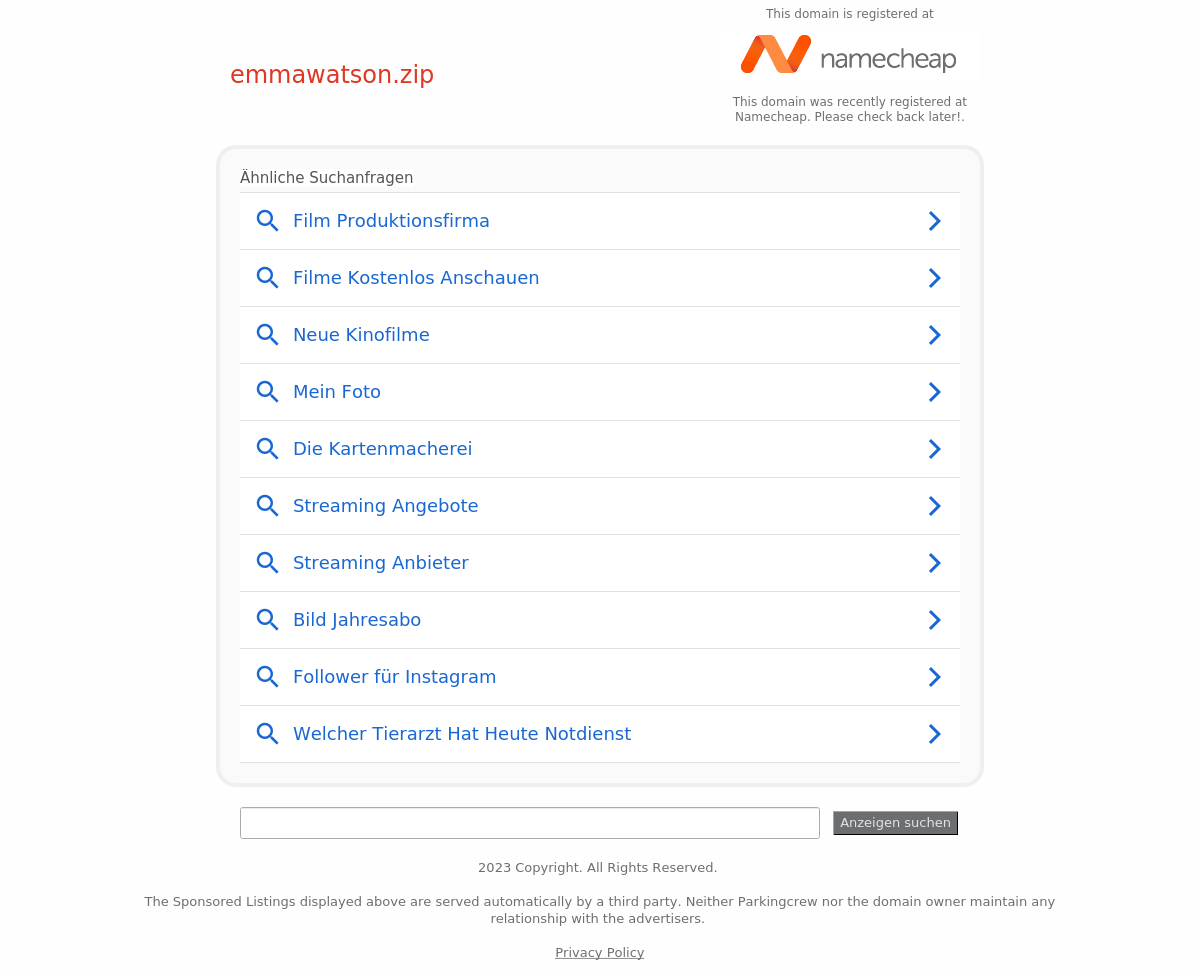 This domain is registered at
namecheap
emmawatson.zip
This domain was recently registered at
Namecheap. Please check back later!.
Ähnliche Suchanfragen
Film Produktionsfirma
Filme Kostenlos Anschauen
Neue Kinofilme
Mein Foto
Die Kartenmacherei
Streaming Angebote
Streaming Anbieter
Bild Jahresabo
Follower für Instagram
Welcher Tierarzt Hat Heute Notdienst
Anzeigen suchen
2023 Copyright. All Rights Reserved.
The Sponsored Listings displayed above are served automatically by a third party. Neither Parkingcrew nor the domain owner maintain any
relationship with the advertisers.
Privacy Policy